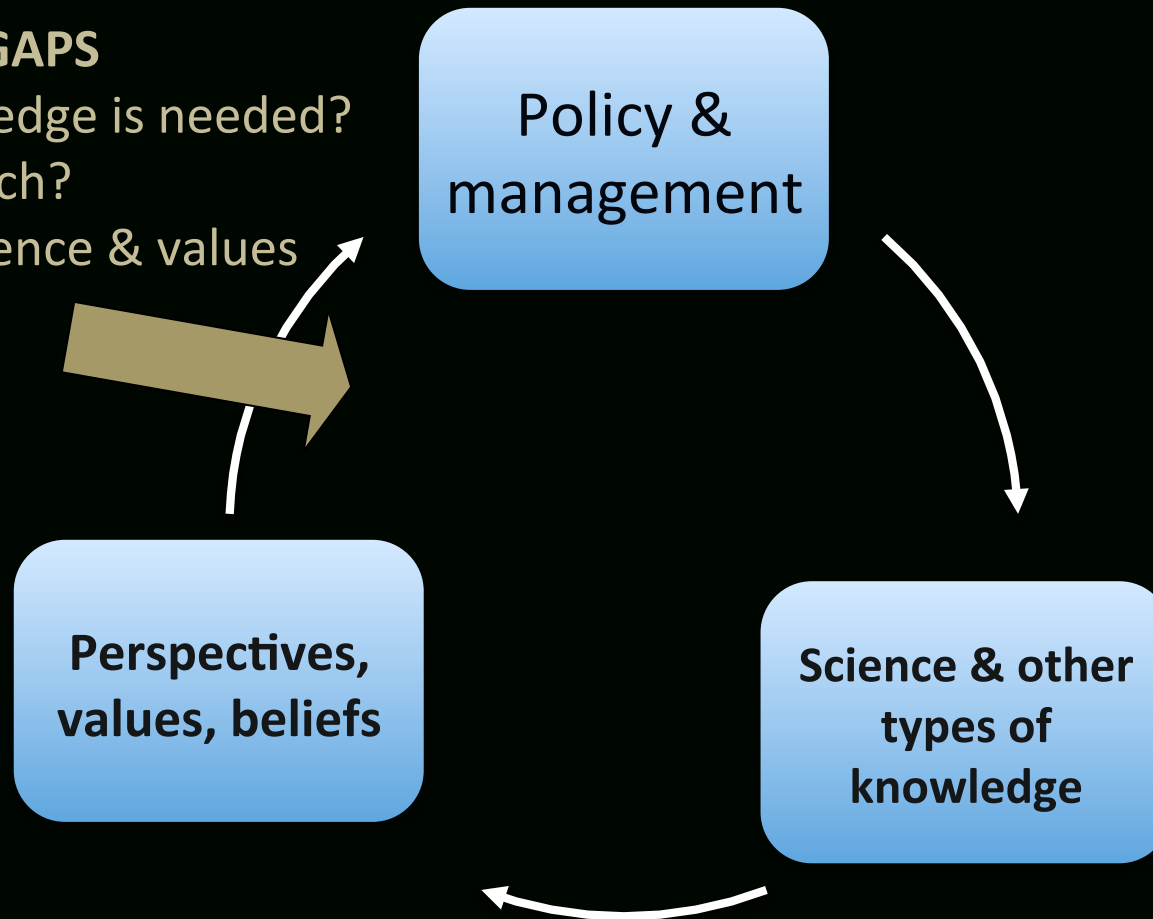 GAPS
edge is needed?
ch?
ence & values
Policy &
management
Perspectives,
values, beliefs
Science & other
types of
knowledge